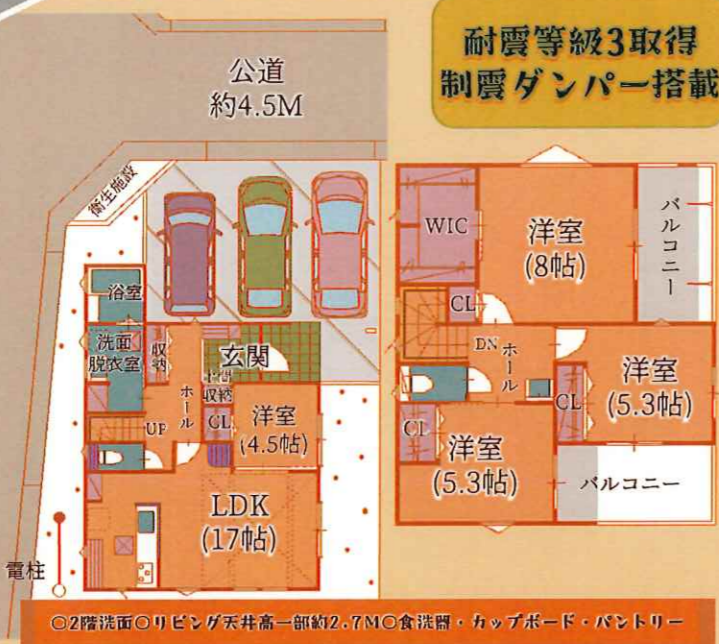 耐震等級3取得
制震ダンパー搭載
公道
約4.5M
衛生施設
浴室
洗面
脱衣室
収納
玄関
土間
収納
ホール
CL
洋室
(4.5帖)
UP
LDK
(17帖)
電柱
WIC
洋室
(8帖)
バルコニー
CL
DN
ホール
洋室
(5.3帖)
CL
CL
洋室
(5.3帖)
バルコニー
○2階洗面○リビング天井高一部約2.7M○食洗器・カップボード・パントリー